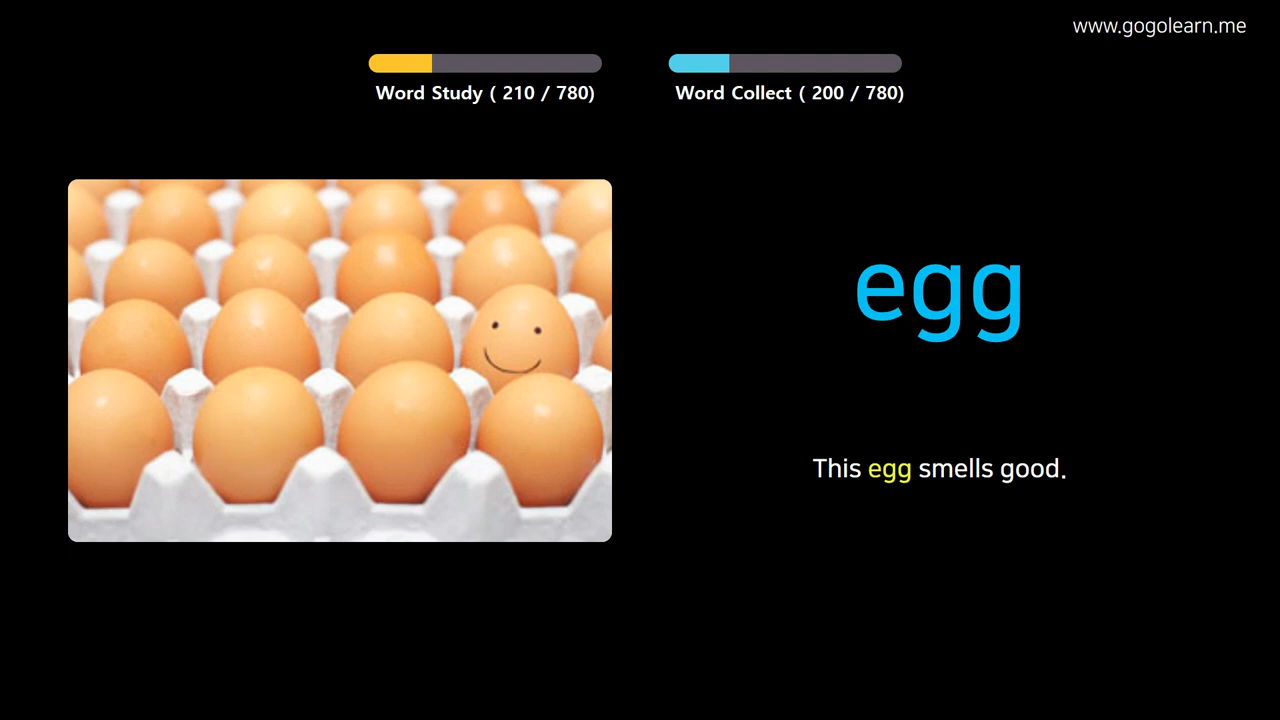 www.gogolearn.me
Word Study ( 210 / 780)
Word Collect ( 200 / 780)
egg
This egg smells good.